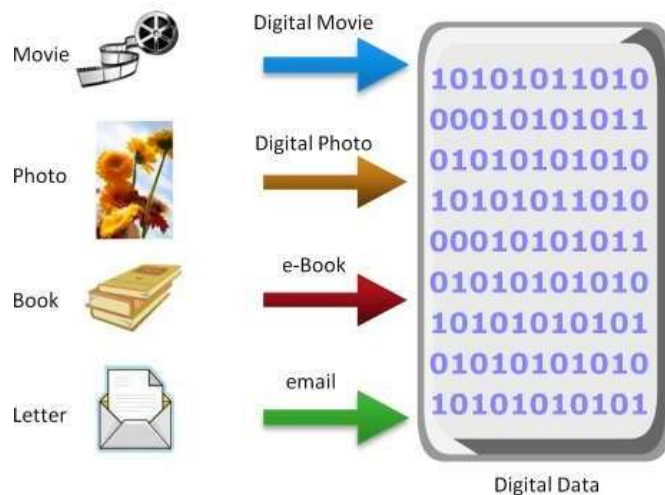 Movie
Digital Movie
Photo
Digital Photo
Book
e-Book
Letter
email
10101011010
00010101011
01010101010
10101011010
00010101011
01010101010
10101010101
01010101010
10101010101
Digital Data